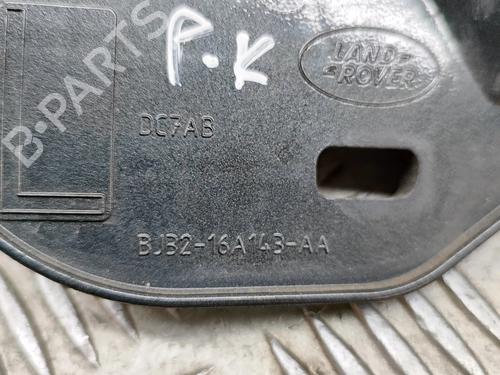 P.K
LAND
ROVER
B-PARTS
DC7AB
BJ32-16A143-AA